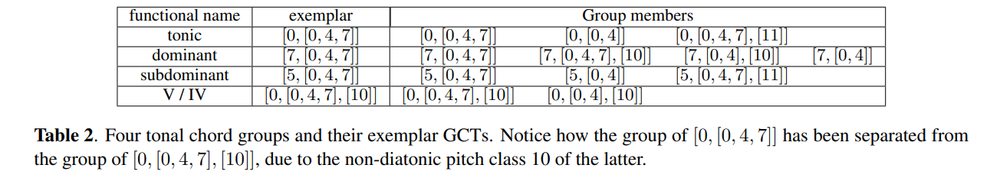 functional name exemplar Group members
tonic [0, [0, 4, 7]] [0, [0, 4, 7]] [0, [0, 4]] [0, [0, 4, 7], [11]]
dominant [7, [0, 4, 7]] [7, [0, 4, 7]] [7, [0, 4, 7], [10]] [7, [0, 4], [10]] [7, [0, 4]]
subdominant [5, [0, 4, 7]] [5, [0, 4, 7]] [5, [0, 4]] [5, [0, 4, 7], [11]]
V / IV [0, [0, 4, 7], [10]] [0, [0, 4, 7], [10]] [0, [0, 4], [10]]
Table 2. Four tonal chord groups and their exemplar GCTs. Notice how the group of [0, [0, 4, 7]] has been separated from
the group of [0, [0, 4, 7], [10]], due to the non-diatonic pitch class 10 of the latter.